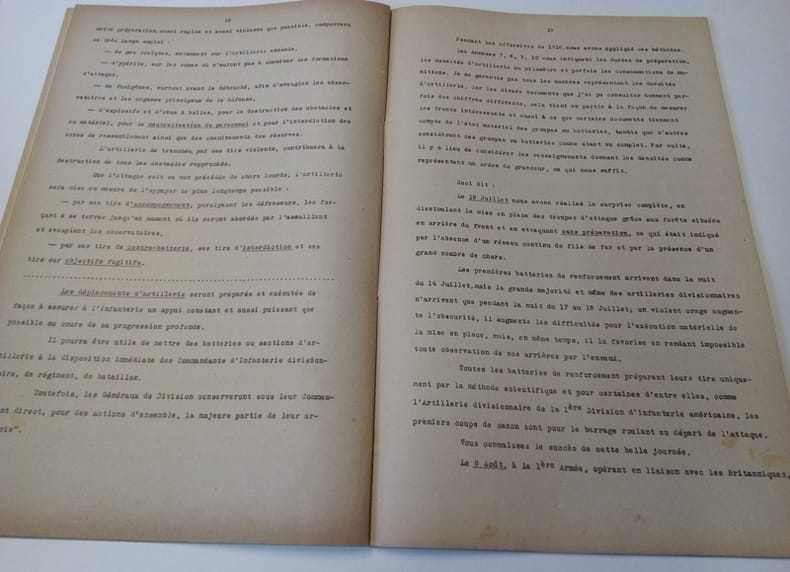 18
cette préparation, aussi rapide et aussi violente que possible, comportera
un très large emploi :
— de gaz toxiques, notamment sur l'artillerie ennemie,
— d'ypérite, sur les zones où n'auront pas à accéder les formations
d'attaque,
— de fumigènes, surtout avant le débouché, afin d'aveugler les obser-
vatoires et les organes principaux de la défense,
— d'explosifs et d'obus à balles, pour la destruction des obstacles et
du matériel, pour la neutralisation du personnel et pour l'interdiction des
zones de rassemblement ainsi que des cheminements des réserves.
L'artillerie de tranchée, par des tirs violents, contribuera à la
destruction de tous les obstacles rapprochés.
Que l'attaque soit ou non précédée de chars lourds, l'artillerie
sera mise en mesure de l'appuyer le plus longtemps possible :
— par ses tirs d'accompagnement, paralysant les défenseurs, les for-
çant à se terrer jusqu'au moment où ils seront abordés par l'assaillant
et aveuglant les observatoires,
— par ses tirs de contre-batterie, ses tirs d'interdiction et ses
tirs sur objectifs fugitifs.
Les déplacements d'artillerie seront préparés et exécutés de
façon à assurer à l'infanterie un appui constant et aussi puissant que
possible au cours de sa progression profonde.
Il pourra être utile de mettre des batteries ou sections d'ar-
tillerie à la disposition immédiate des Commandants d'Infanterie division-
aire, de régiment, de bataillon.
Toutefois, les Généraux de Division conserveront sous leur Comman-
nt direct, pour des actions d'ensemble, la majeure partie de leur ar-
rie".
19
Pendant les offensives de 1918, nous avons appliqué ces méthodes.
Les Annexes 7, 8, 9, 10 vous indiquent les durées de préparation,
les densités d'artillerie au kilomètre et parfois les consommations de mu-
nitions. Je ne garantis pas tous les nombres représentant les densités
d'artillerie, car les divers documents que j'ai pu consulter donnent par-
fois des chiffres différents, cela tient en partie à la façon de mesurer
les fronts intéressants et aussi à ce que certains documents tiennent
compte de l'état matériel des groupes ou batteries, tandis que d'autres
considèrent ces groupes ou batteries comme étant au complet. Par suite,
il y a lieu de considérer les renseignements donnant les densités comme
représentant un ordre de grandeur, ce qui nous suffit.
Ceci dit :
Le 18 Juillet nous avons réalisé la surprise complète, en
dissimulant la mise en place des troupes d'attaque grâce aux forêts situées
en arrière du front et en attaquant sans préparation, ce qui était indiqué
par l'absence d'un réseau continu de fils de fer et par la présence d'un
grand nombre de chars.
Les premières batteries de renforcement arrivent dans la nuit
du 14 Juillet, mais la grande majorité et même des artilleries divisionnaires
n'arrivent que pendant la nuit du 17 au 18 Juillet, un violent orage augmen-
te l'obscurité, il augmente les difficultés pour l'exécution matérielle de
la mise en place, mais, en même temps, il la favorise en rendant impossible
toute observation de nos arrières par l'ennemi.
Toutes les batteries de renforcement préparent leurs tirs unique-
ment par la méthode scientifique et pour certaines d'entre elles, comme
l'Artillerie divisionnaire de la 1ère Division d'infanterie américaine, les
premiers coups de canon sont pour le barrage roulant au départ de l'attaque.
Vous connaissez le succès de cette belle journée.
Le 8 Août, à la 1ère Armée, opérant en liaison avec les Britanniques,